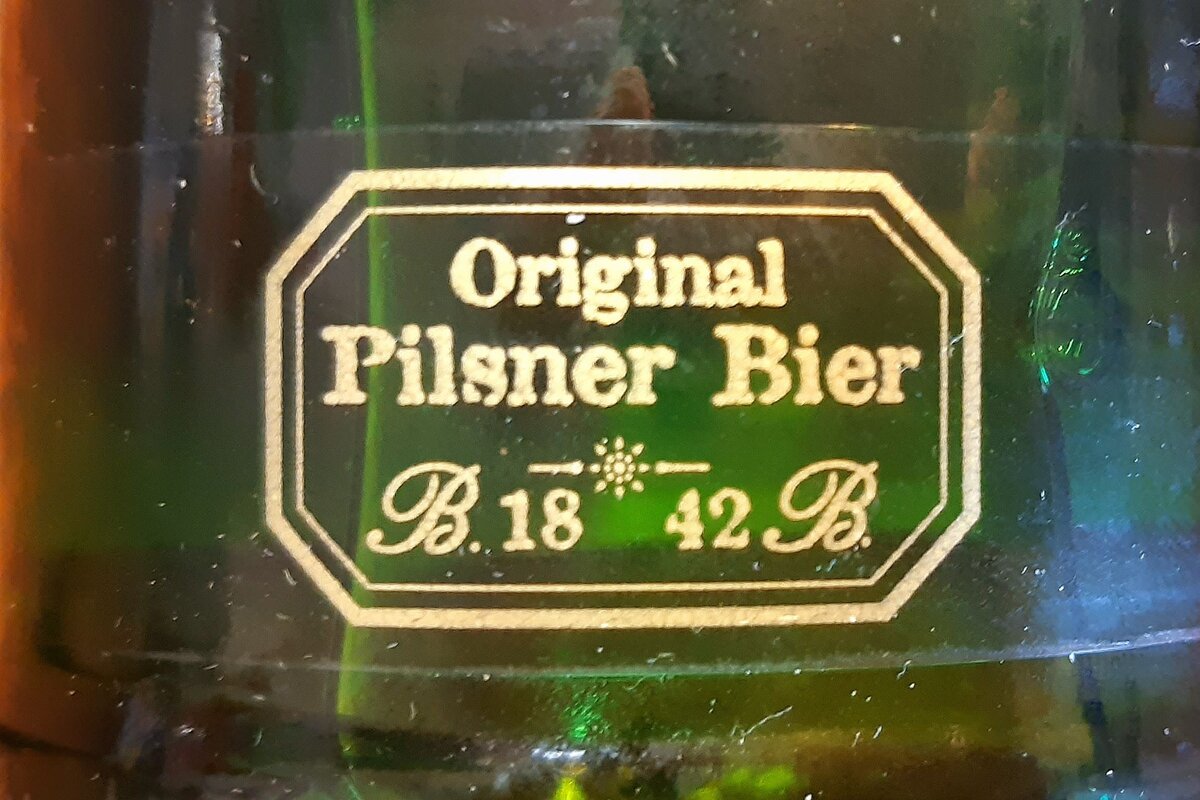 Original
Pilsner Bier
B. 18 42 B.